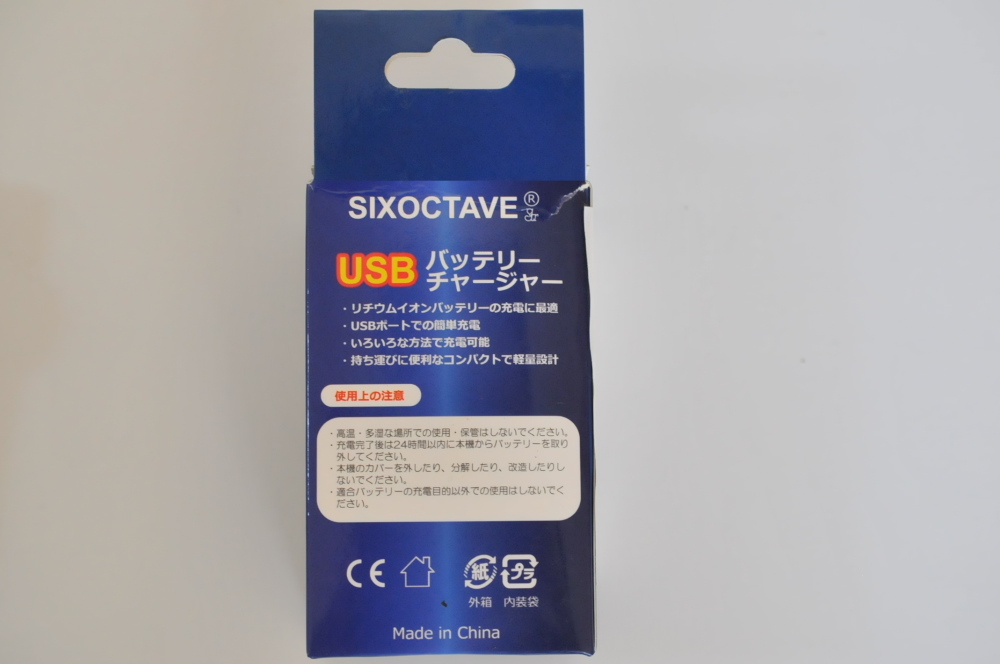 SIXOCTAVE®
USB バッテリー
チャージャー
・リチウムイオンバッテリーの充電に最適
・USBポートでの簡単充電
・いろいろな方法で充電可能
・持ち運びに便利なコンパクトで軽量設計
使用上の注意
・高温・多湿な場所での使用・保管はしないでください。
・充電完了後は24時間以内に本機からバッテリーを取り
外してください。
・本機のカバーを外したり、分解したり、改造したりし
ないでください。
・適合バッテリーの充電目的以外での使用はしないでく
ださい。
CE 紙 プラ
外箱 内装袋
Made in China